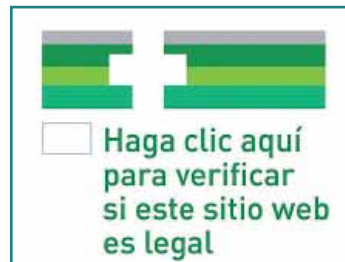 Haga clic aquí
para verificar
si este sitio web
es legal